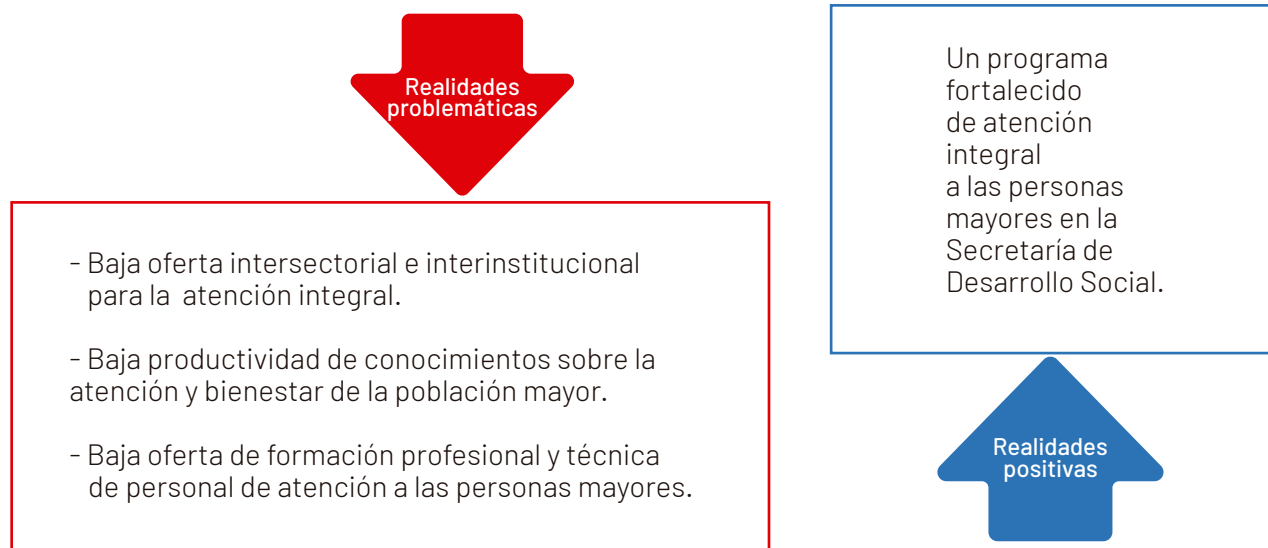 Realidades
problemáticas
- Baja oferta intersectorial e interinstitucional
para la atención integral.
- Baja productividad de conocimientos sobre la
atención y bienestar de la población mayor.
- Baja oferta de formación profesional y técnica
de personal de atención a las personas mayores.
Un programa
fortalecido
de atención
integral
a las personas
mayores en la
Secretaría de
Desarrollo Social.
Realidades
positivas